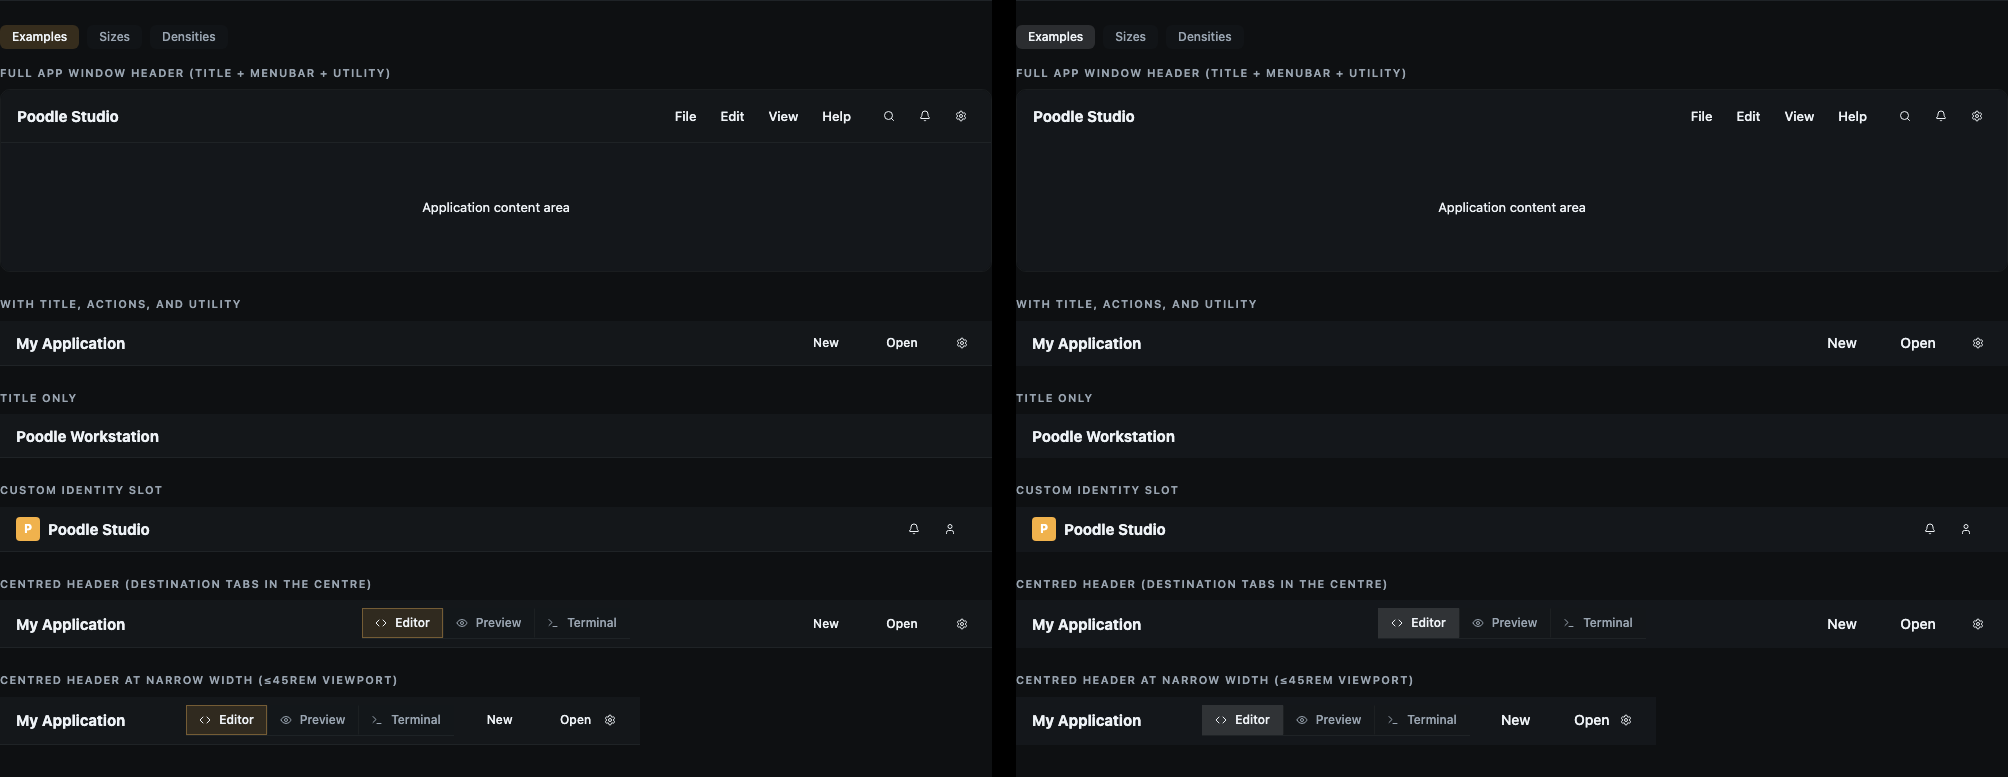 Examples Sizes Densities
FULL APP WINDOW HEADER (TITLE + MENUBAR + UTILITY)
Poodle Studio File Edit View Help
Application content area
WITH TITLE, ACTIONS, AND UTILITY
My Application New Open
TITLE ONLY
Poodle Workstation
CUSTOM IDENTITY SLOT
P Poodle Studio
CENTRED HEADER (DESTINATION TABS IN THE CENTRE)
My Application Editor Preview Terminal New Open
CENTRED HEADER AT NARROW WIDTH (≤45REM VIEWPORT)
My Application Editor Preview Terminal New Open
Examples Sizes Densities
FULL APP WINDOW HEADER (TITLE + MENUBAR + UTILITY)
Poodle Studio File Edit View Help
Application content area
WITH TITLE, ACTIONS, AND UTILITY
My Application New Open
TITLE ONLY
Poodle Workstation
CUSTOM IDENTITY SLOT
P Poodle Studio
CENTRED HEADER (DESTINATION TABS IN THE CENTRE)
My Application Editor Preview Terminal New Open
CENTRED HEADER AT NARROW WIDTH (≤45REM VIEWPORT)
My Application Editor Preview Terminal New Open